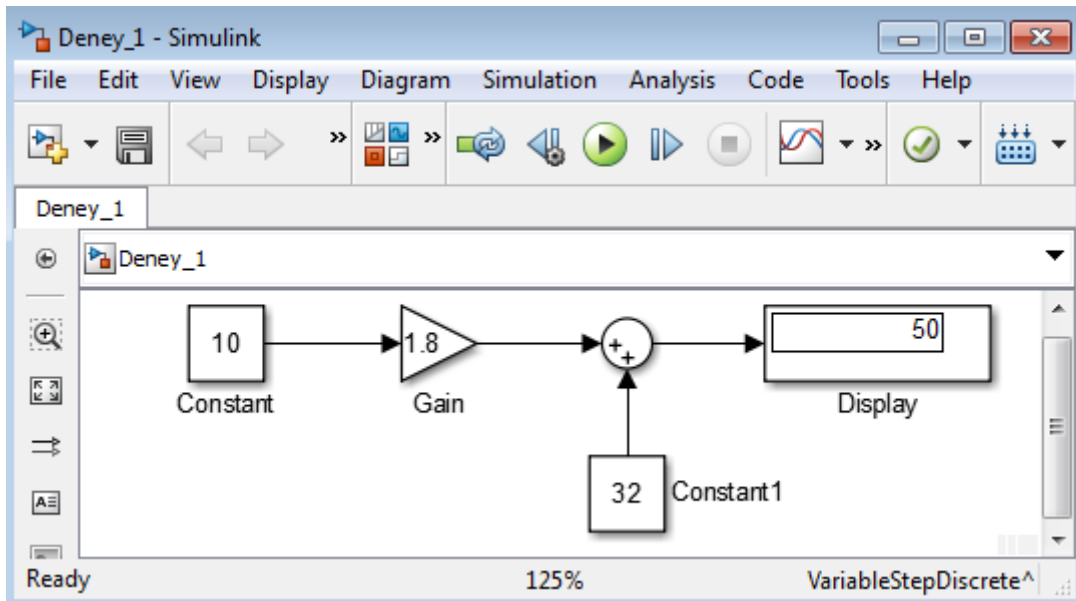 Deney_1 - Simulink
File Edit View Display Diagram Simulation Analysis Code Tools Help
» » »
Deney_1
Deney_1
10 1.8 + + 50
Constant Gain Display
32 Constant1
A
Ready 125% VariableStepDiscrete^